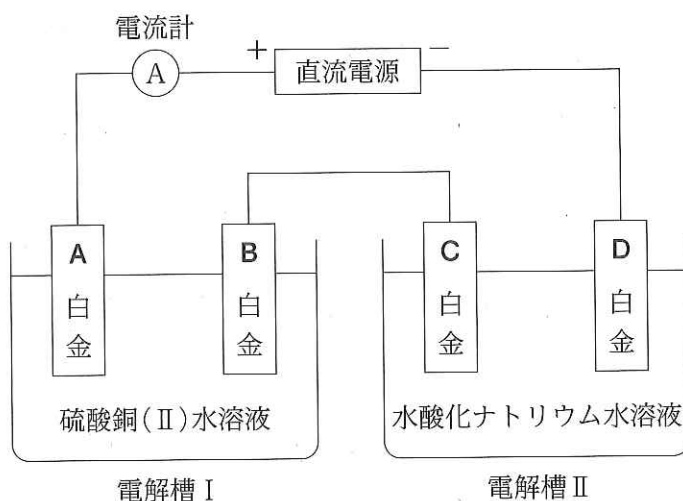 電流計
A
+ 直流電源 −
A 白金
B 白金
C 白金
D 白金
硫酸銅(Ⅱ)水溶液
水酸化ナトリウム水溶液
電解槽Ⅰ
電解槽Ⅱ